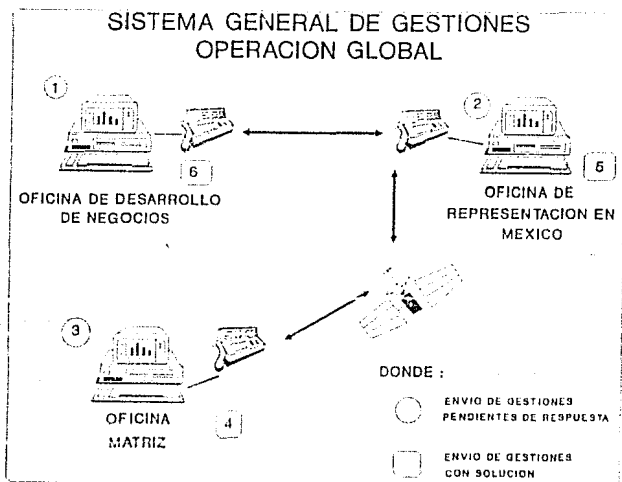 SISTEMA GENERAL DE GESTIONES
OPERACION GLOBAL
1
2
6
5
OFICINA DE DESARROLLO
DE NEGOCIOS
OFICINA DE
REPRESENTACION EN
MEXICO
3
OFICINA
MATRIZ
4
DONDE :
ENVIO DE GESTIONES
PENDIENTES DE RESPUESTA
ENVIO DE GESTIONES
CON SOLUCION